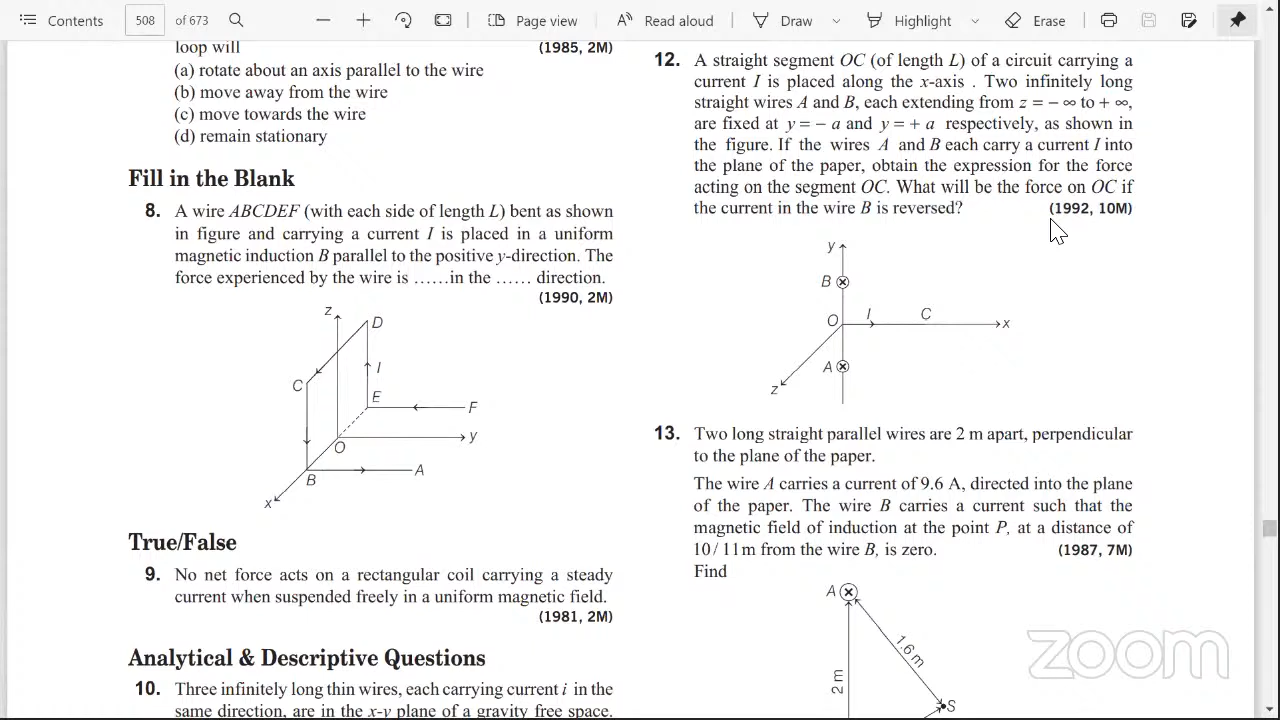 Contents
508 of 673
Page view
Read aloud
Draw
Highlight
Erase
loop will (1985, 2M)
(a) rotate about an axis parallel to the wire
(b) move away from the wire
(c) move towards the wire
(d) remain stationary
Fill in the Blank
8. A wire ABCDEF (with each side of length L) bent as shown
in figure and carrying a current I is placed in a uniform
magnetic induction B parallel to the positive y-direction. The
force experienced by the wire is ......in the ...... direction.
(1990, 2M)
z
D
C
I
E
F
y
O
B
A
x
True/False
9. No net force acts on a rectangular coil carrying a steady
current when suspended freely in a uniform magnetic field.
(1981, 2M)
Analytical & Descriptive Questions
10. Three infinitely long thin wires, each carrying current i in the
same direction, are in the x-y plane of a gravity free space.
12. A straight segment OC (of length L) of a circuit carrying a
current I is placed along the x-axis . Two infinitely long
straight wires A and B, each extending from z = − ∞ to + ∞,
are fixed at y = − a and y = + a respectively, as shown in
the figure. If the wires A and B each carry a current I into
the plane of the paper, obtain the expression for the force
acting on the segment OC. What will be the force on OC if
the current in the wire B is reversed? (1992, 10M)
y
B
O
I
C
x
A
z
13. Two long straight parallel wires are 2 m apart, perpendicular
to the plane of the paper.
The wire A carries a current of 9.6 A, directed into the plane
of the paper. The wire B carries a current such that the
magnetic field of induction at the point P, at a distance of
10 / 11 m from the wire B, is zero. (1987, 7M)
Find
A
1.6 m
2 m
S
zoom